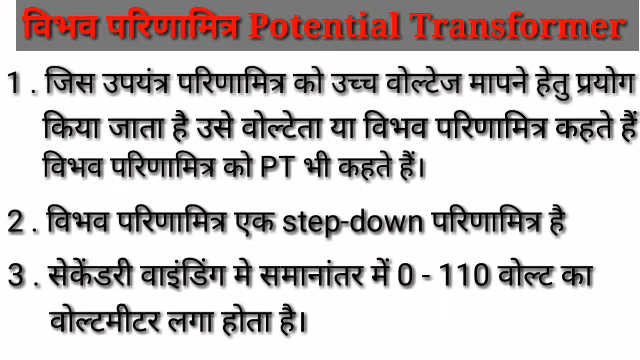 विभव परिणामित्र Potential Transformer
1 . जिस उपयंत्र परिणामित्र को उच्च वोल्टेज मापने हेतु प्रयोग
किया जाता है उसे वोल्टेता या विभव परिणामित्र कहते हैं
विभव परिणामित्र को PT भी कहते हैं।
2 . विभव परिणामित्र एक step-down परिणामित्र है
3 . सेकेंडरी वाइंडिंग मे समानांतर में 0 - 110 वोल्ट का
वोल्टमीटर लगा होता है।